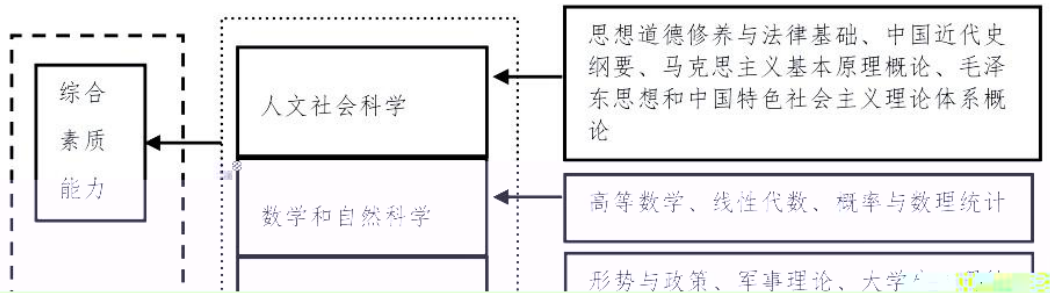 综合
素质
能力
人文社会科学
数学和自然科学
思想道德修养与法律基础、中国近代史
纲要、马克思主义基本原理概论、毛泽
东思想和中国特色社会主义理论体系概
论
高等数学、线性代数、概率与数理统计
形势与政策、军事理论、大学